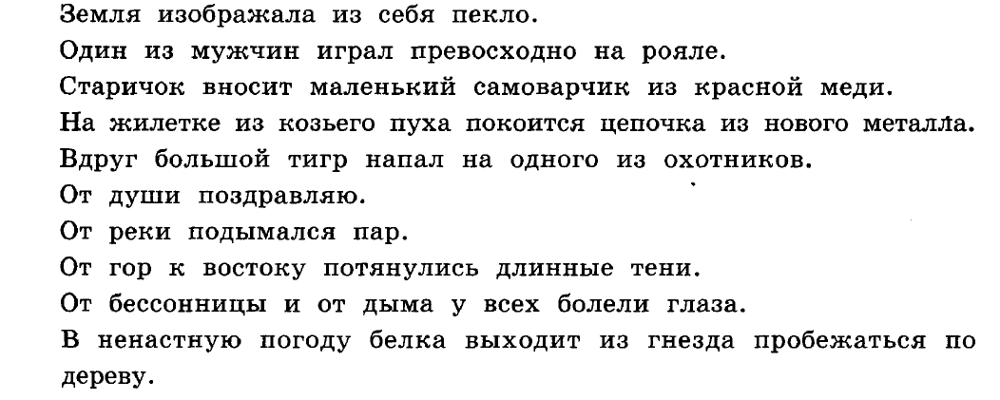 Земля изображала из себя пекло.
Один из мужчин играл превосходно на рояле.
Старичок вносит маленький самоварчик из красной меди.
На жилетке из козьего пуха покоится цепочка из нового металла.
Вдруг большой тигр напал на одного из охотников.
От души поздравляю.
От реки подымался пар.
От гор к востоку потянулись длинные тени.
От бессонницы и от дыма у всех болели глаза.
В ненастную погоду белка выходит из гнезда пробежаться по
дереву.